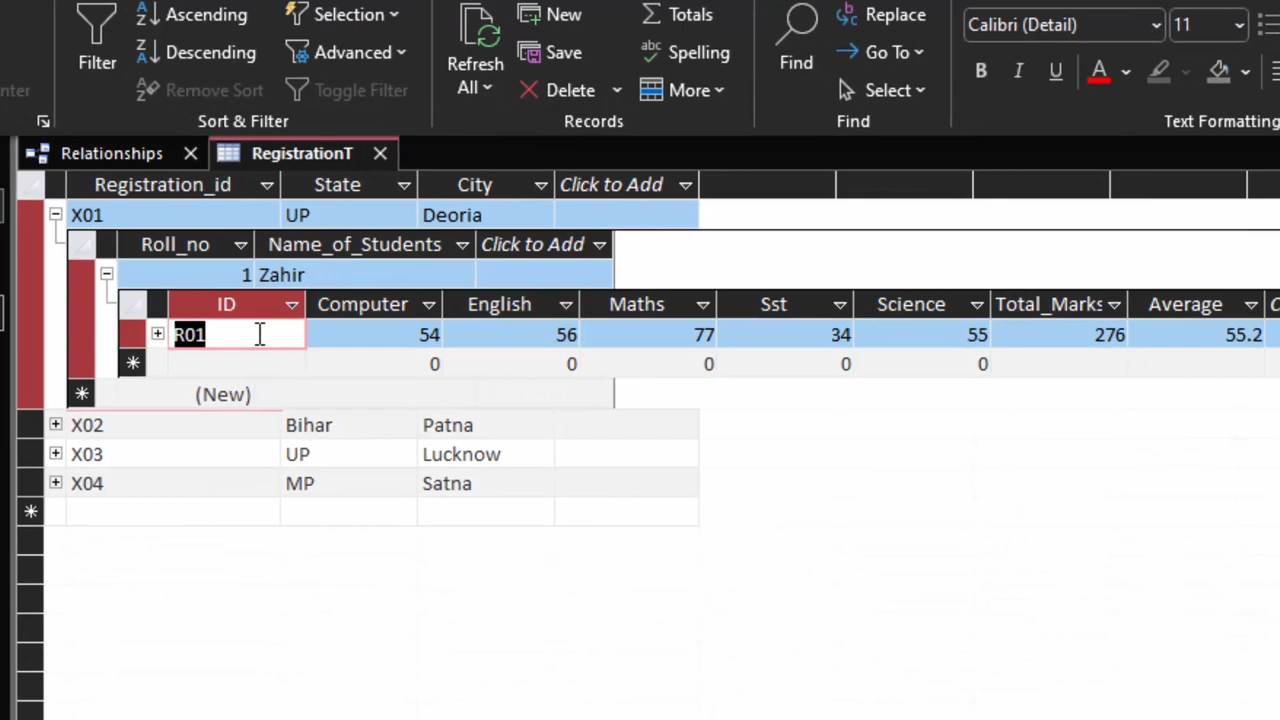 Ascending Selection New Totals Replace Calibri (Detail) 11
Filter Descending Advanced Refresh All Save Spelling Find Go To B I U A
Remove Sort Toggle Filter Delete More Select
Sort & Filter Records Find Text Formatting
Relationships RegistrationT
Registration_id State City Click to Add
X01 UP Deoria
Roll_no Name_of_Students Click to Add
1 Zahir
ID Computer English Maths Sst Science Total_Marks Average
R01 54 56 77 34 55 276 55.2
0 0 0 0 0
(New)
X02 Bihar Patna
X03 UP Lucknow
X04 MP Satna